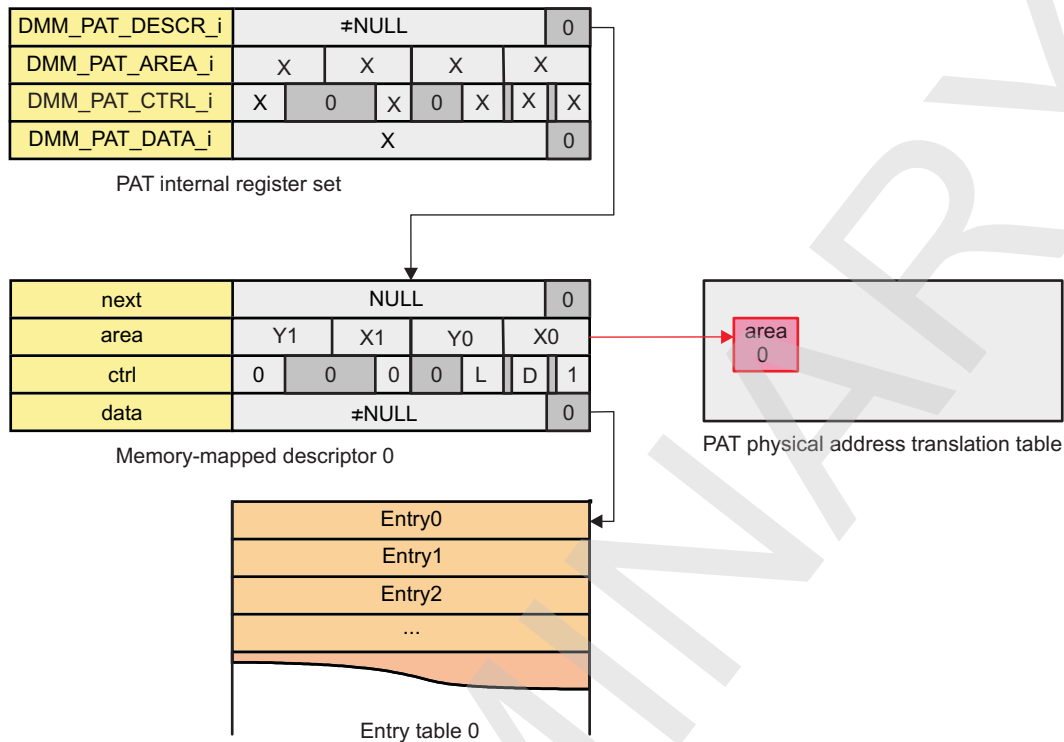 DMM_PAT_DESCR_i ≠NULL 0
DMM_PAT_AREA_i X X X X
DMM_PAT_CTRL_i X 0 X 0 X X X
DMM_PAT_DATA_i X 0
PAT internal register set
next NULL 0
area Y1 X1 Y0 X0
ctrl 0 0 0 0 L D 1
data ≠NULL 0
Memory-mapped descriptor 0
area
0
PAT physical address translation table
Entry0
Entry1
Entry2
...
Entry table 0